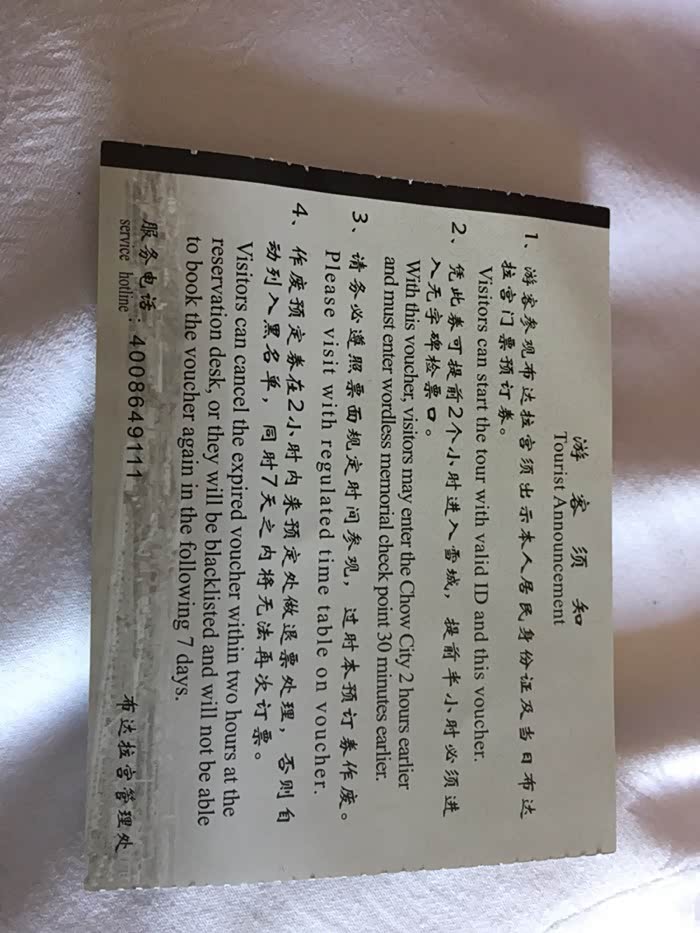 游客须知
Tourist Announcement
1、游客参观布达拉宫须出示本人居民身份证及当日布达
拉宫门票预订券。
Visitors can start the tour with valid ID and this voucher.
2、凭此券可提前2个小时进入雪城，提前半小时必须进
入无字碑检票口。
With this voucher, visitors may enter the Chow City 2 hours earlier
and must enter wordless memorial check point 30 minutes earlier.
3、请务必遵照票面规定时间参观，过时本预订券作废。
Please visit with regulated time table on voucher.
4、作废预定券在2小时内来预定处做退票处理，否则自
动列入黑名单，同时7天之内将无法再次订票。
Visitors can cancel the expired voucher within two hours at the
reservation desk, or they will be blacklisted and will not be able
to book the voucher again in the following 7 days.
服务电话：4008649111
service hotline
布达拉宫管理处